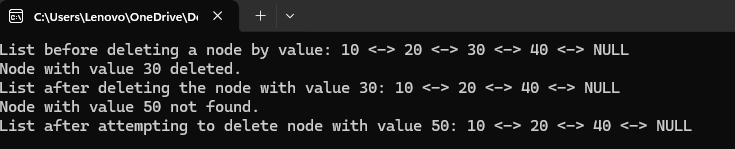 C:\Users\Lenovo\OneDrive\De
List before deleting a node by value: 10 <-> 20 <-> 30 <-> 40 <-> NULL
Node with value 30 deleted.
List after deleting the node with value 30: 10 <-> 20 <-> 40 <-> NULL
Node with value 50 not found.
List after attempting to delete node with value 50: 10 <-> 20 <-> 40 <-> NULL